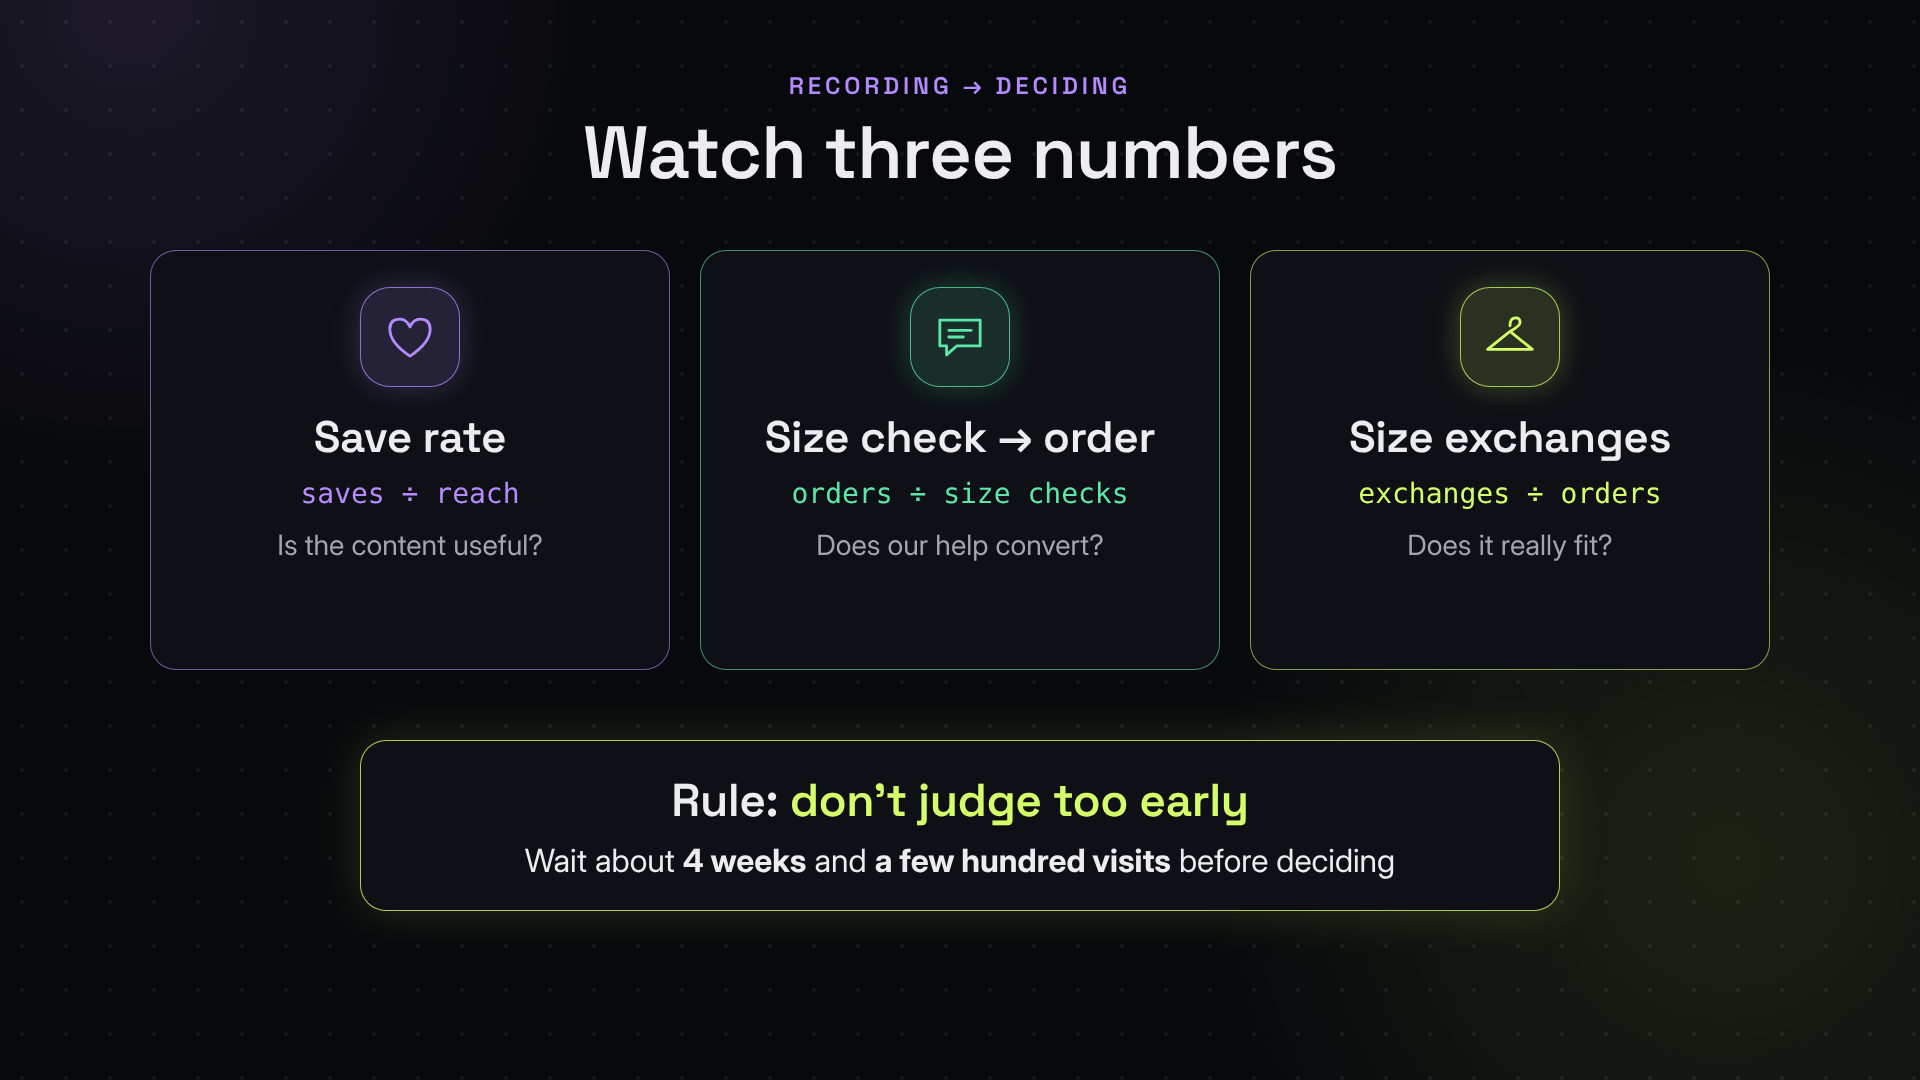 RECORDING → DECIDING
Watch three numbers
Save rate
saves ÷ reach
Is the content useful?
Size check → order
orders ÷ size checks
Does our help convert?
Size exchanges
exchanges ÷ orders
Does it really fit?
Rule: don’t judge too early
Wait about 4 weeks and a few hundred visits before deciding